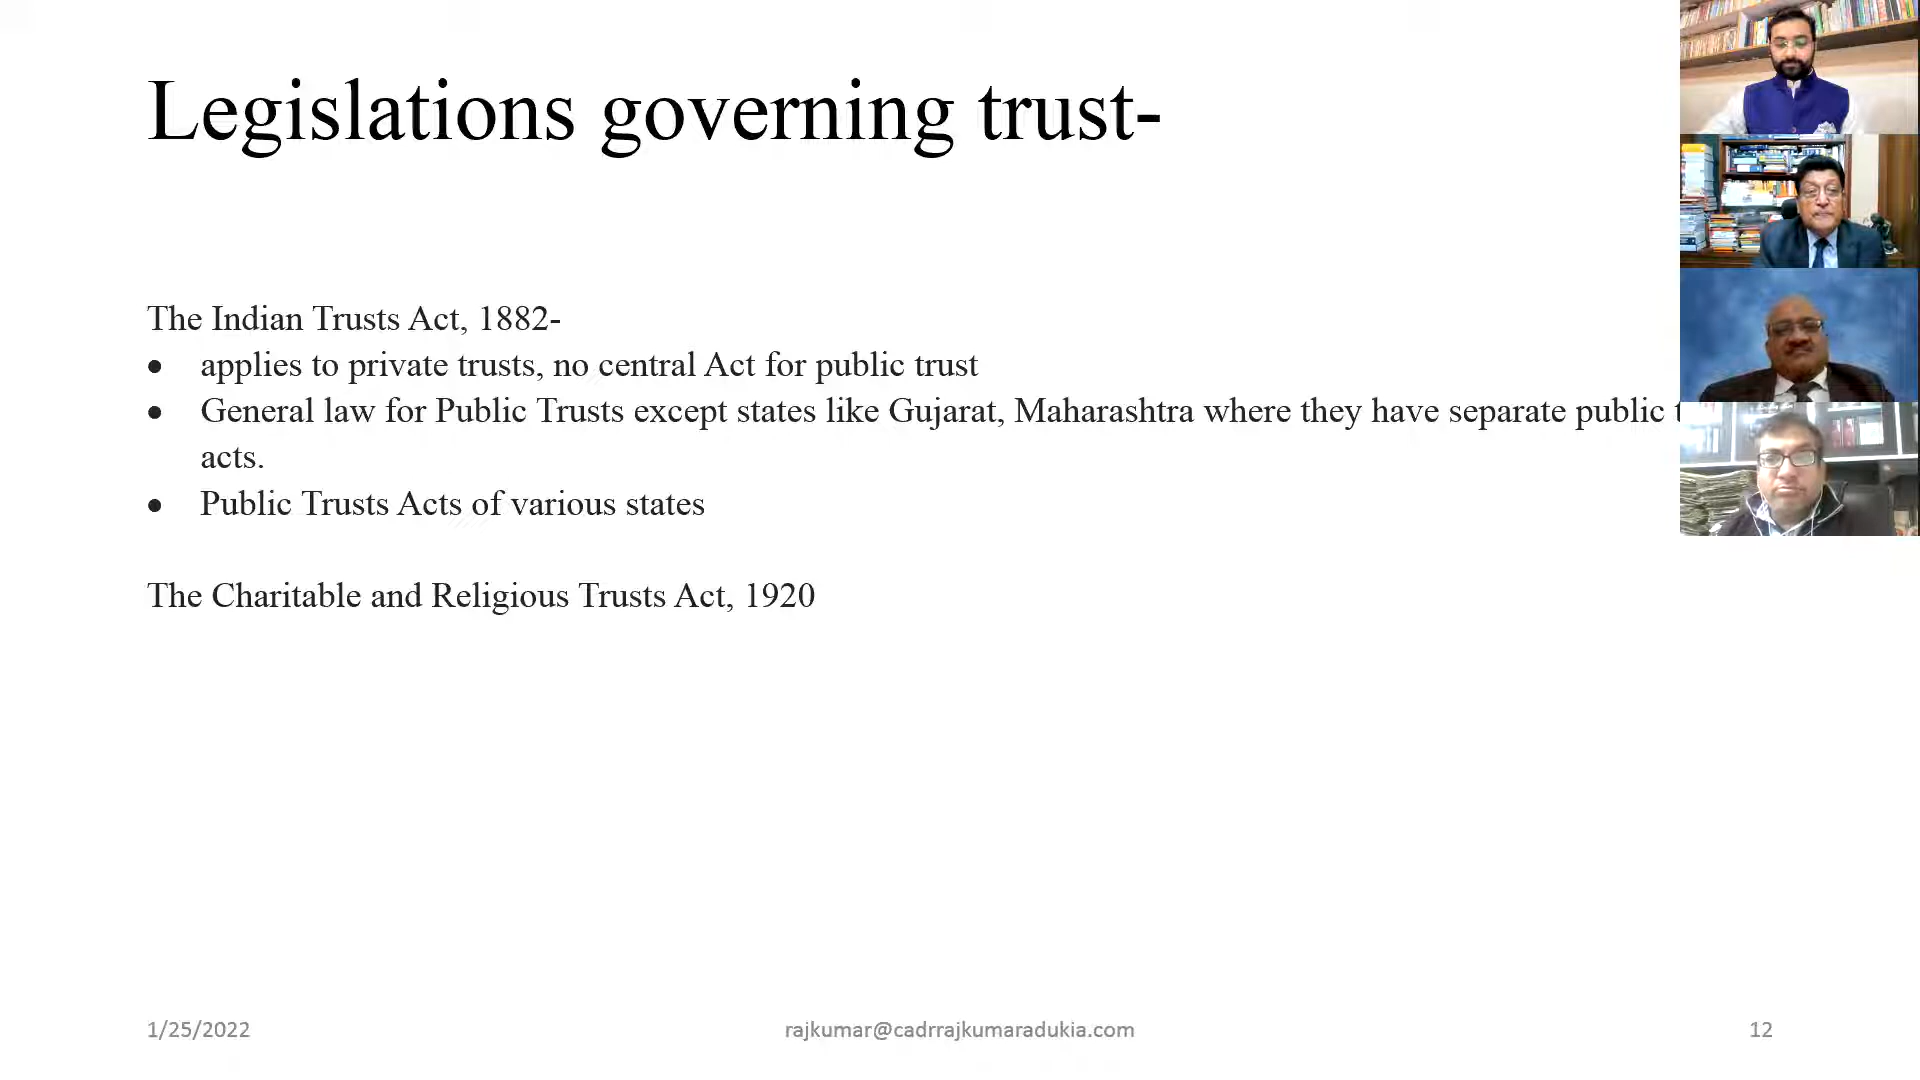 Legislations governing trust-
The Indian Trusts Act, 1882-
● applies to private trusts, no central Act for public trust
● General law for Public Trusts except states like Gujarat, Maharashtra where they have separate public
acts.
● Public Trusts Acts of various states
The Charitable and Religious Trusts Act, 1920
1/25/2022
rajkumar@cadrrajkumaradukia.com
12